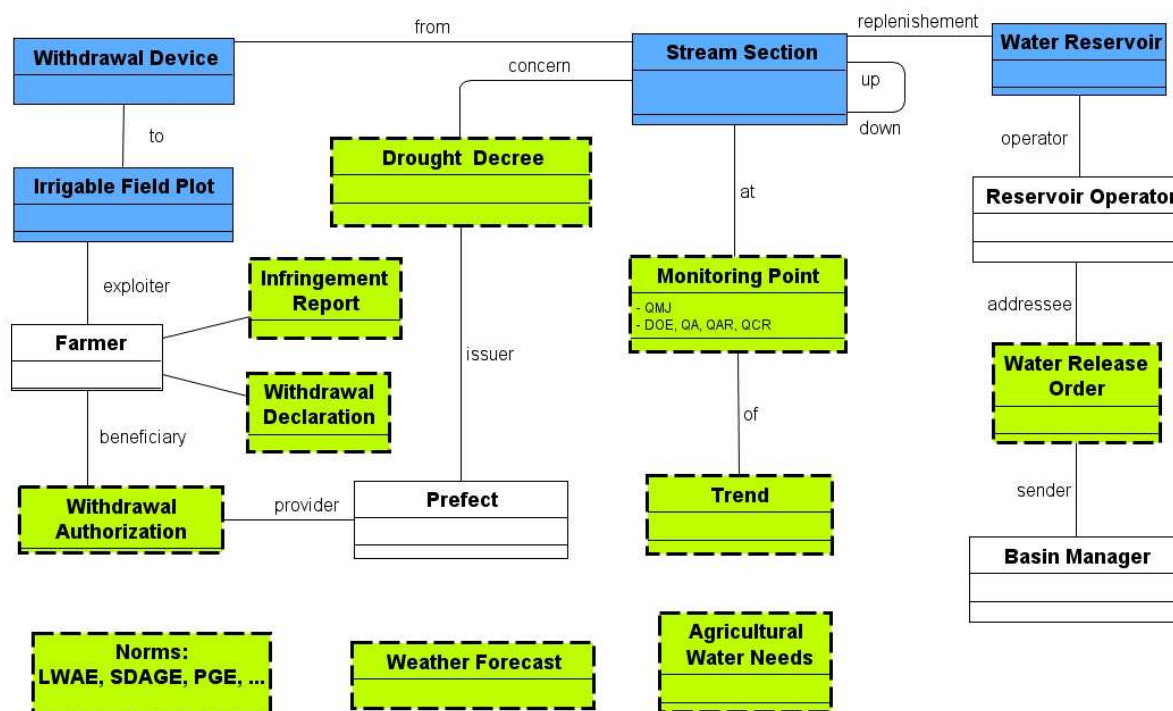 from
replenishement
Withdrawal Device
Stream Section
Water Reservoir
concern
up
down
to
operator
Drought Decree
Irrigable Field Plot
at
Reservoir Operator
exploiter
Infringement
Report
Monitoring Point
- QMJ
- DOE, QA, QAR, QCR
addressee
Farmer
issuer
Water Release
Order
Withdrawal
Declaration
of
beneficiary
sender
Withdrawal
Authorization
provider
Prefect
Trend
Basin Manager
Norms:
LWAE, SDAGE, PGE, ...
Weather Forecast
Agricultural
Water Needs